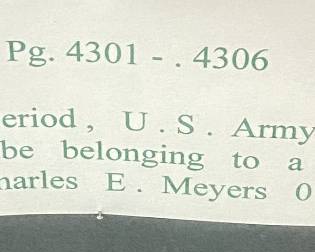 Pg. 4301 - . 4306
eriod , U . S . Army
be belonging to a
harles E . Meyers 0